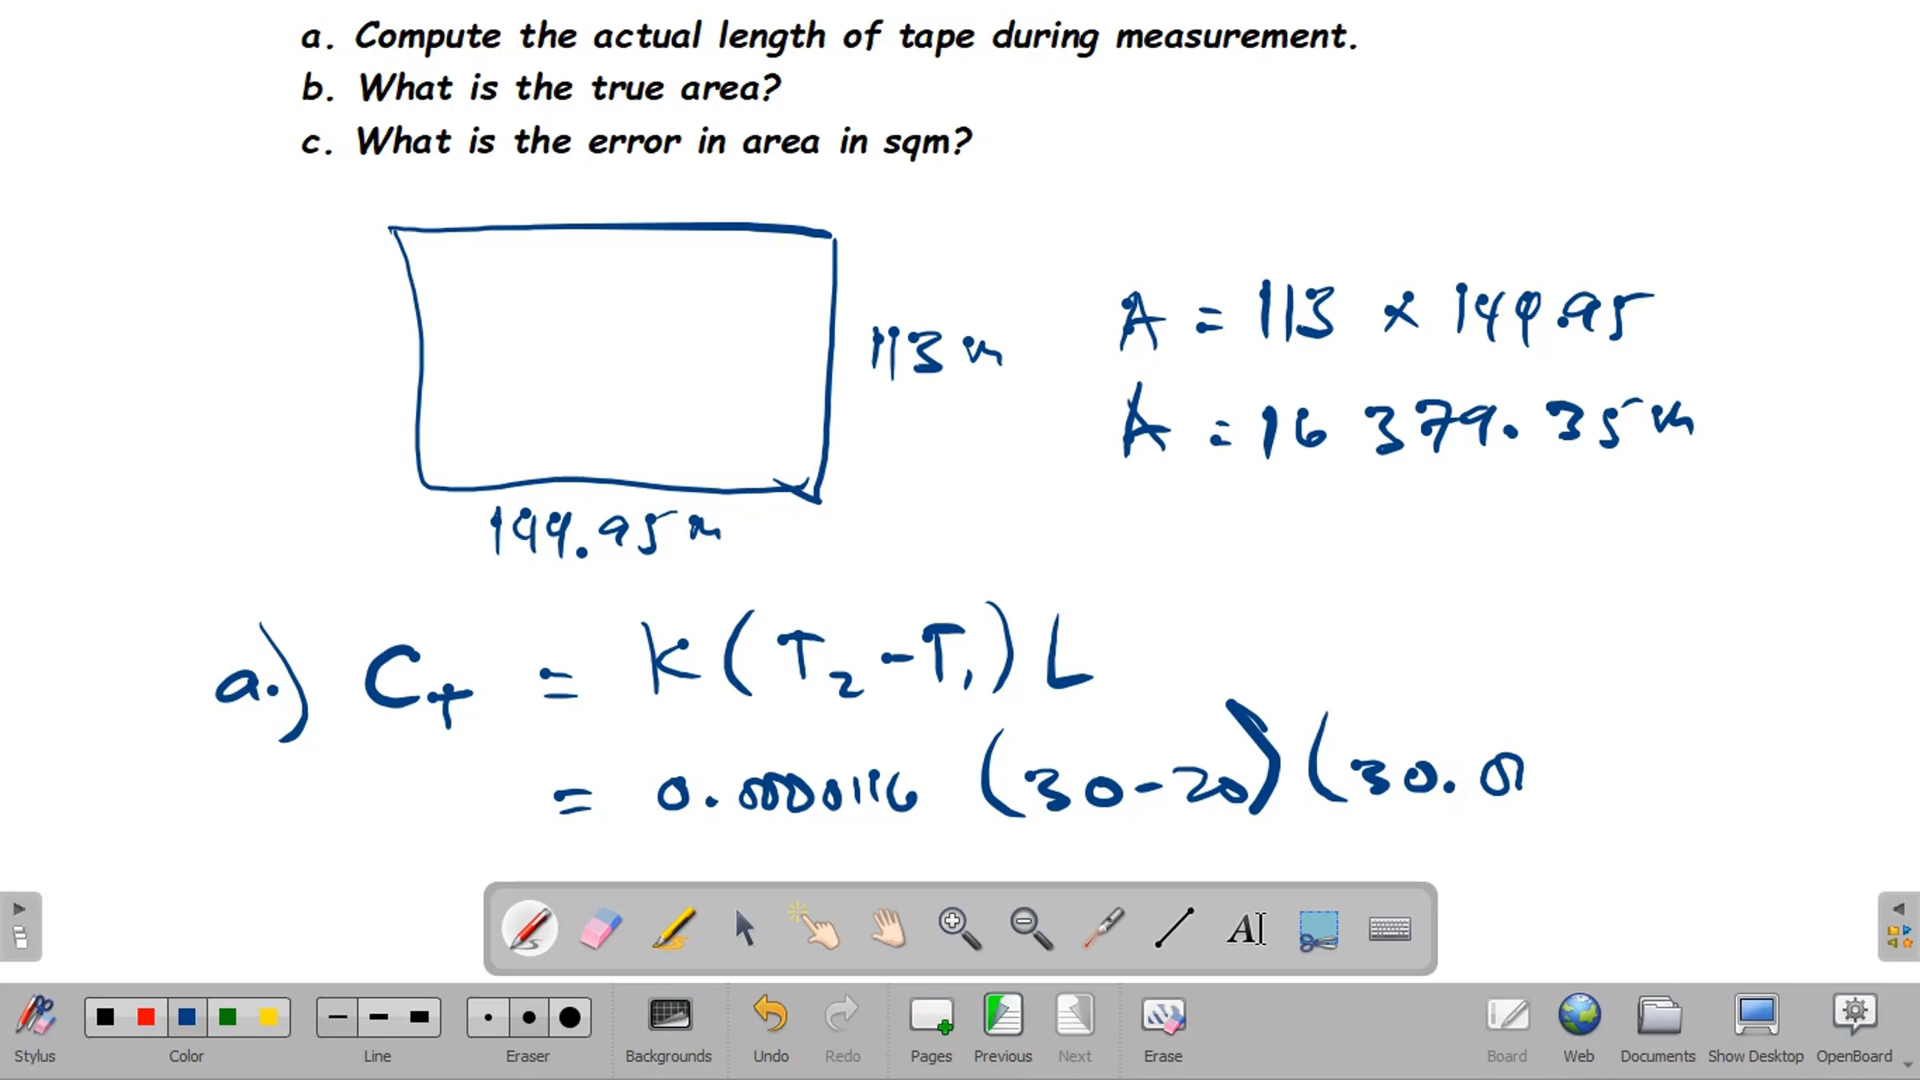 a. Compute the actual length of tape during measurement.
b. What is the true area?
c. What is the error in area in sqm?
113 m
A = 113 x 144.95
A = 16 379.35 m
144.95 m
a.) CT = K (T2 - T1) L
= 0.0000116 (30-20) (30.0
Stylus
Color
Line
Eraser
Backgrounds
Undo
Redo
Pages
Previous
Next
Erase
Board
Web
Documents
Show Desktop
OpenBoard